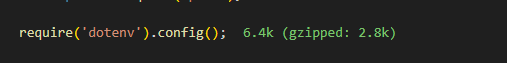 require('dotenv').config();  6.4k (gzipped: 2.8k)